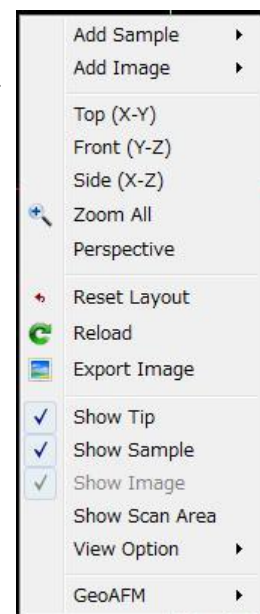 Add Sample
Add Image
Top (X-Y)
Front (Y-Z)
Side (X-Z)
Zoom All
Perspective
Reset Layout
Reload
Export Image
Show Tip
Show Sample
Show Image
Show Scan Area
View Option
GeoAFM